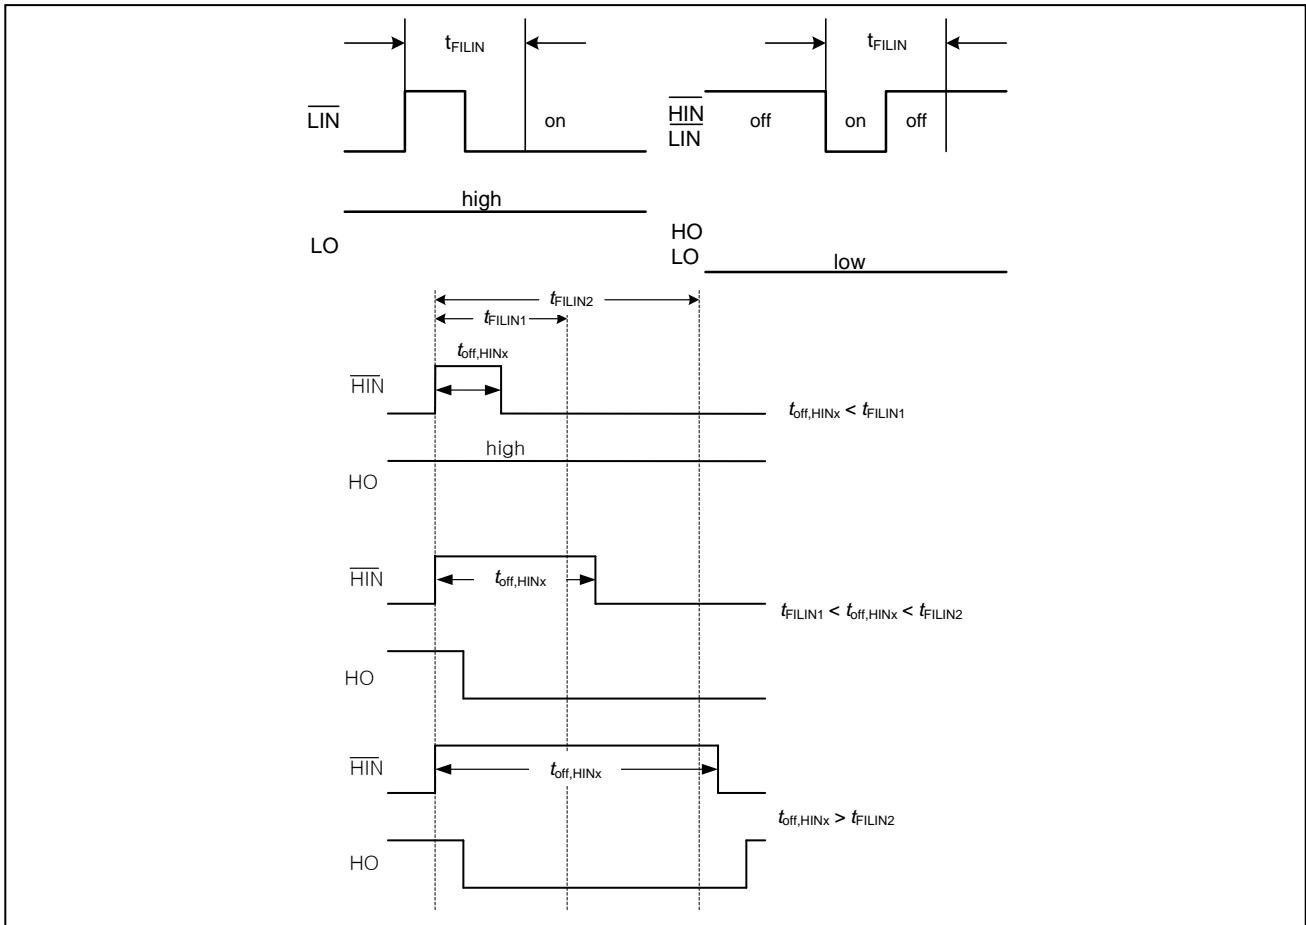 tFILIN
tFILIN
LIN
on
HIN
LIN
off
on
off
high
LO
HO
LO
low
tFILIN2
tFILIN1
toff,HINx
HIN
toff,HINx < tFILIN1
high
HO
HIN
toff,HINx
tFILIN1 < toff,HINx < tFILIN2
HO
HIN
toff,HINx
toff,HINx > tFILIN2
HO